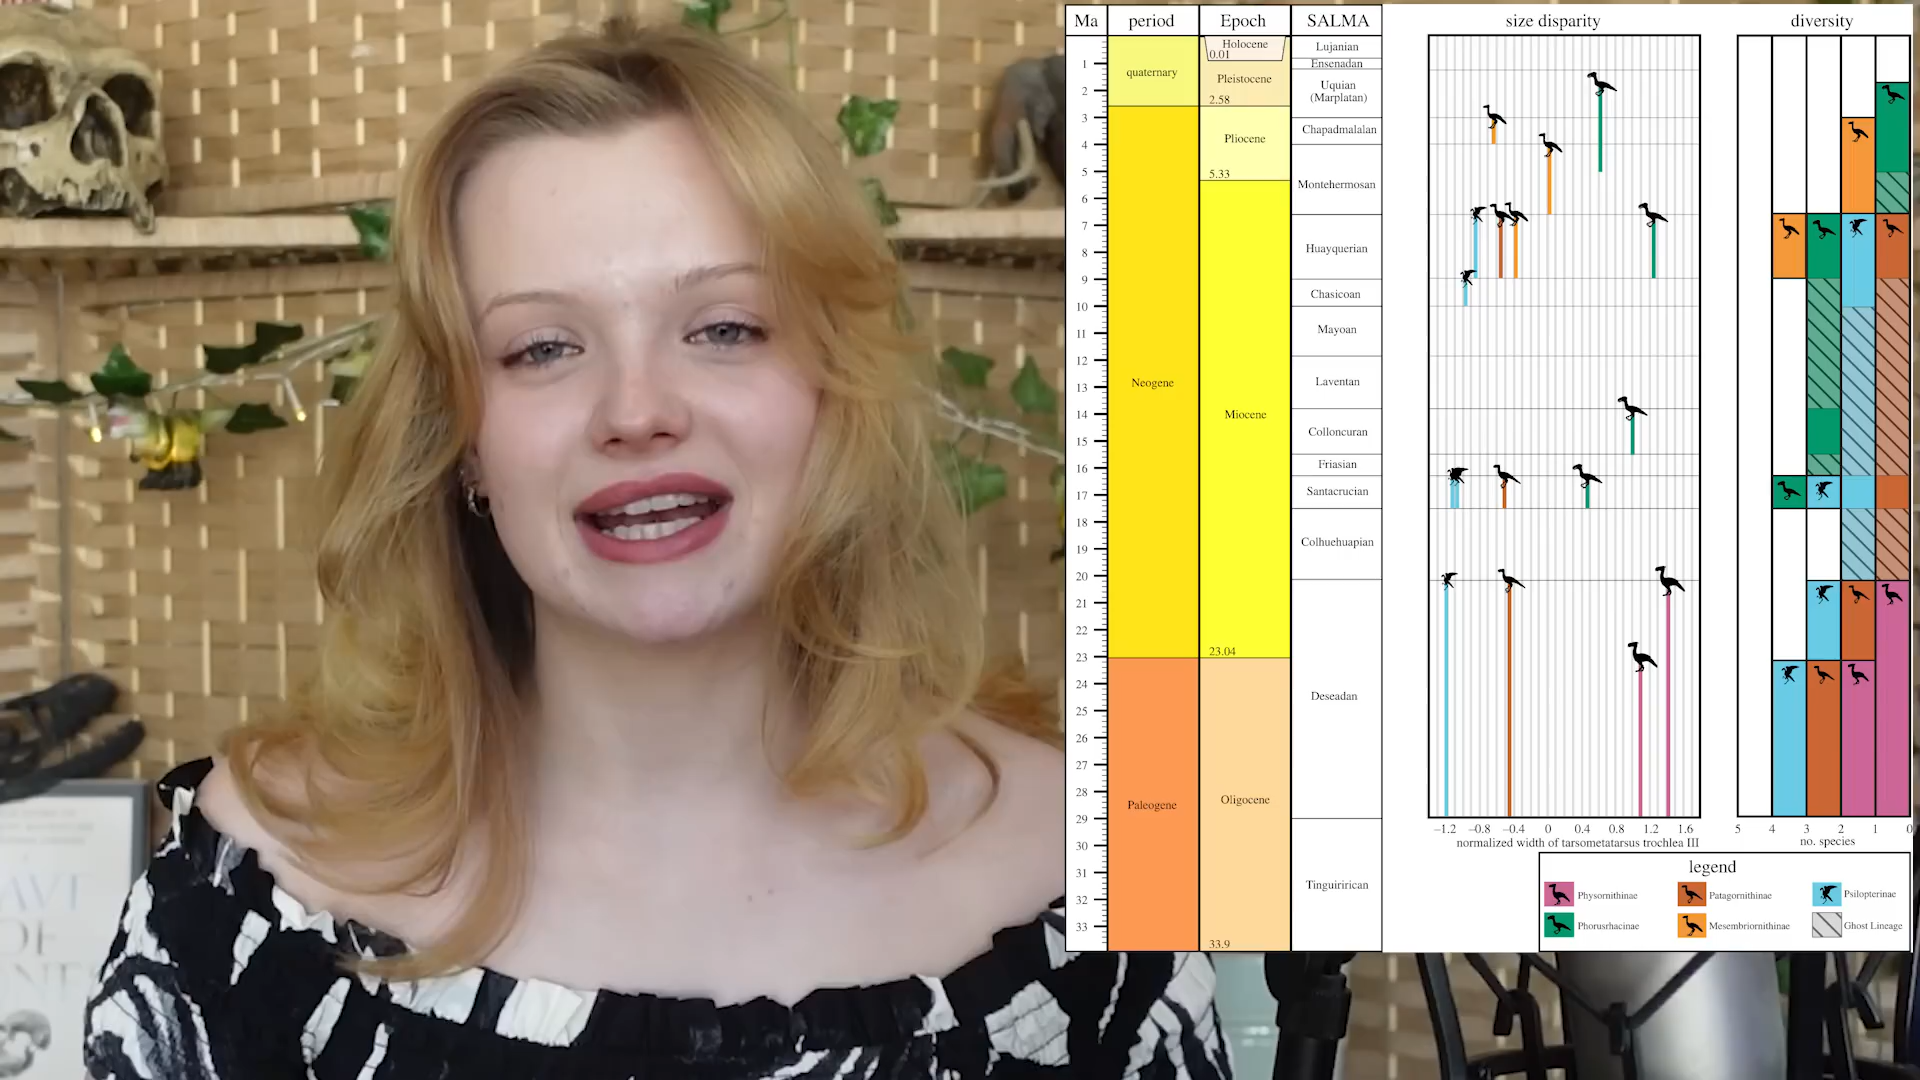 Ma period Epoch SALMA size disparity diversity
Holocene
0.01
Lujanian
Ensenadan
1
quaternary
Pleistocene
Uquian
(Marplatan)
2
2.58
3
Chapadmalalan
4
Pliocene
5
5.33
Montehermosan
6
7
Huayquerian
8
9
Chasicoan
10
11
Mayoan
12
13
Neogene
Laventan
14
Miocene
15
Colloncuran
16
Friasian
17
Santacrucian
18
19
Colhuehuapian
20
21
22
23
23.04
24
Deseadan
25
26
27
28
Paleogene
Oligocene
29
30
31
Tinguirirican
32
33
33.9
−1.2 −0.8 −0.4 0 0.4 0.8 1.2 1.6
normalized width of tarsometatarsus trochlea III
5 4 3 2 1 0
no. species
legend
Physornithinae Patagornithinae Psilopterinae
Phorusrhacinae Mesembriornithinae Ghost Lineage